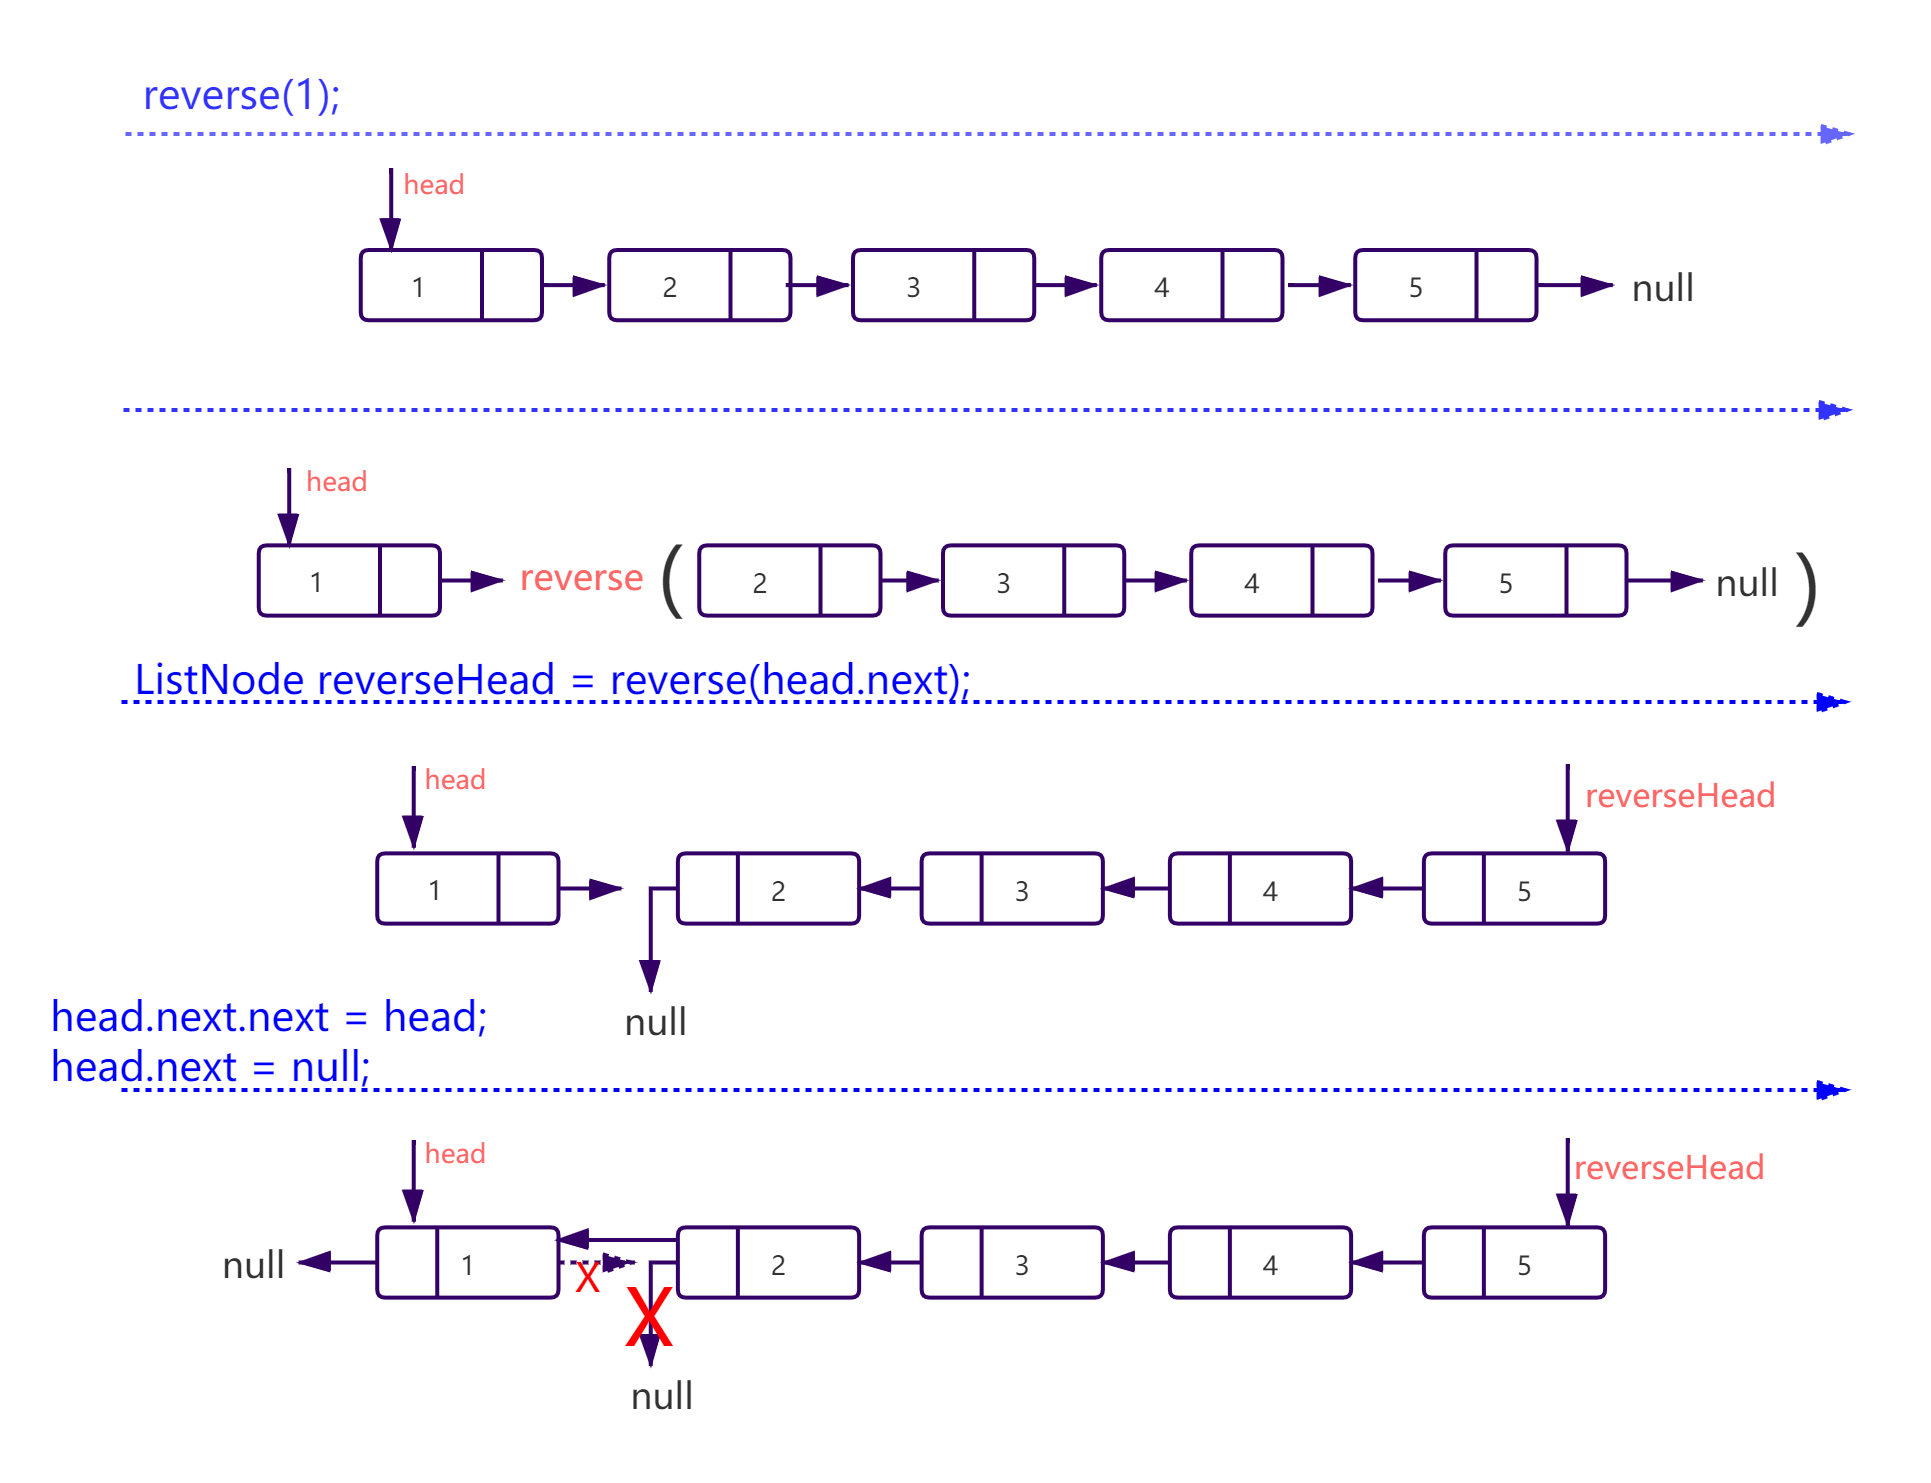 reverse(1);
head
1 2 3 4 5 null
head
1 reverse ( 2 3 4 5 null )
ListNode reverseHead = reverse(head.next);
head reverseHead
1 2 3 4 5
null
head.next.next = head;
head.next = null;
head reverseHead
null 1 X 2 3 4 5
X
null